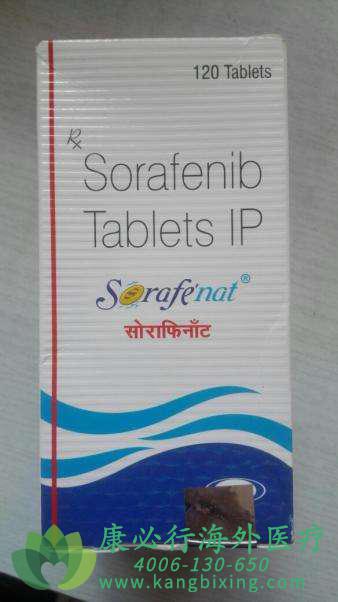 120 Tablets
Rx
Sorafenib
Tablets IP
Sorafenat®
सोराफिनॉट
康必行海外医疗
4006-130-650
www.kangbixing.com